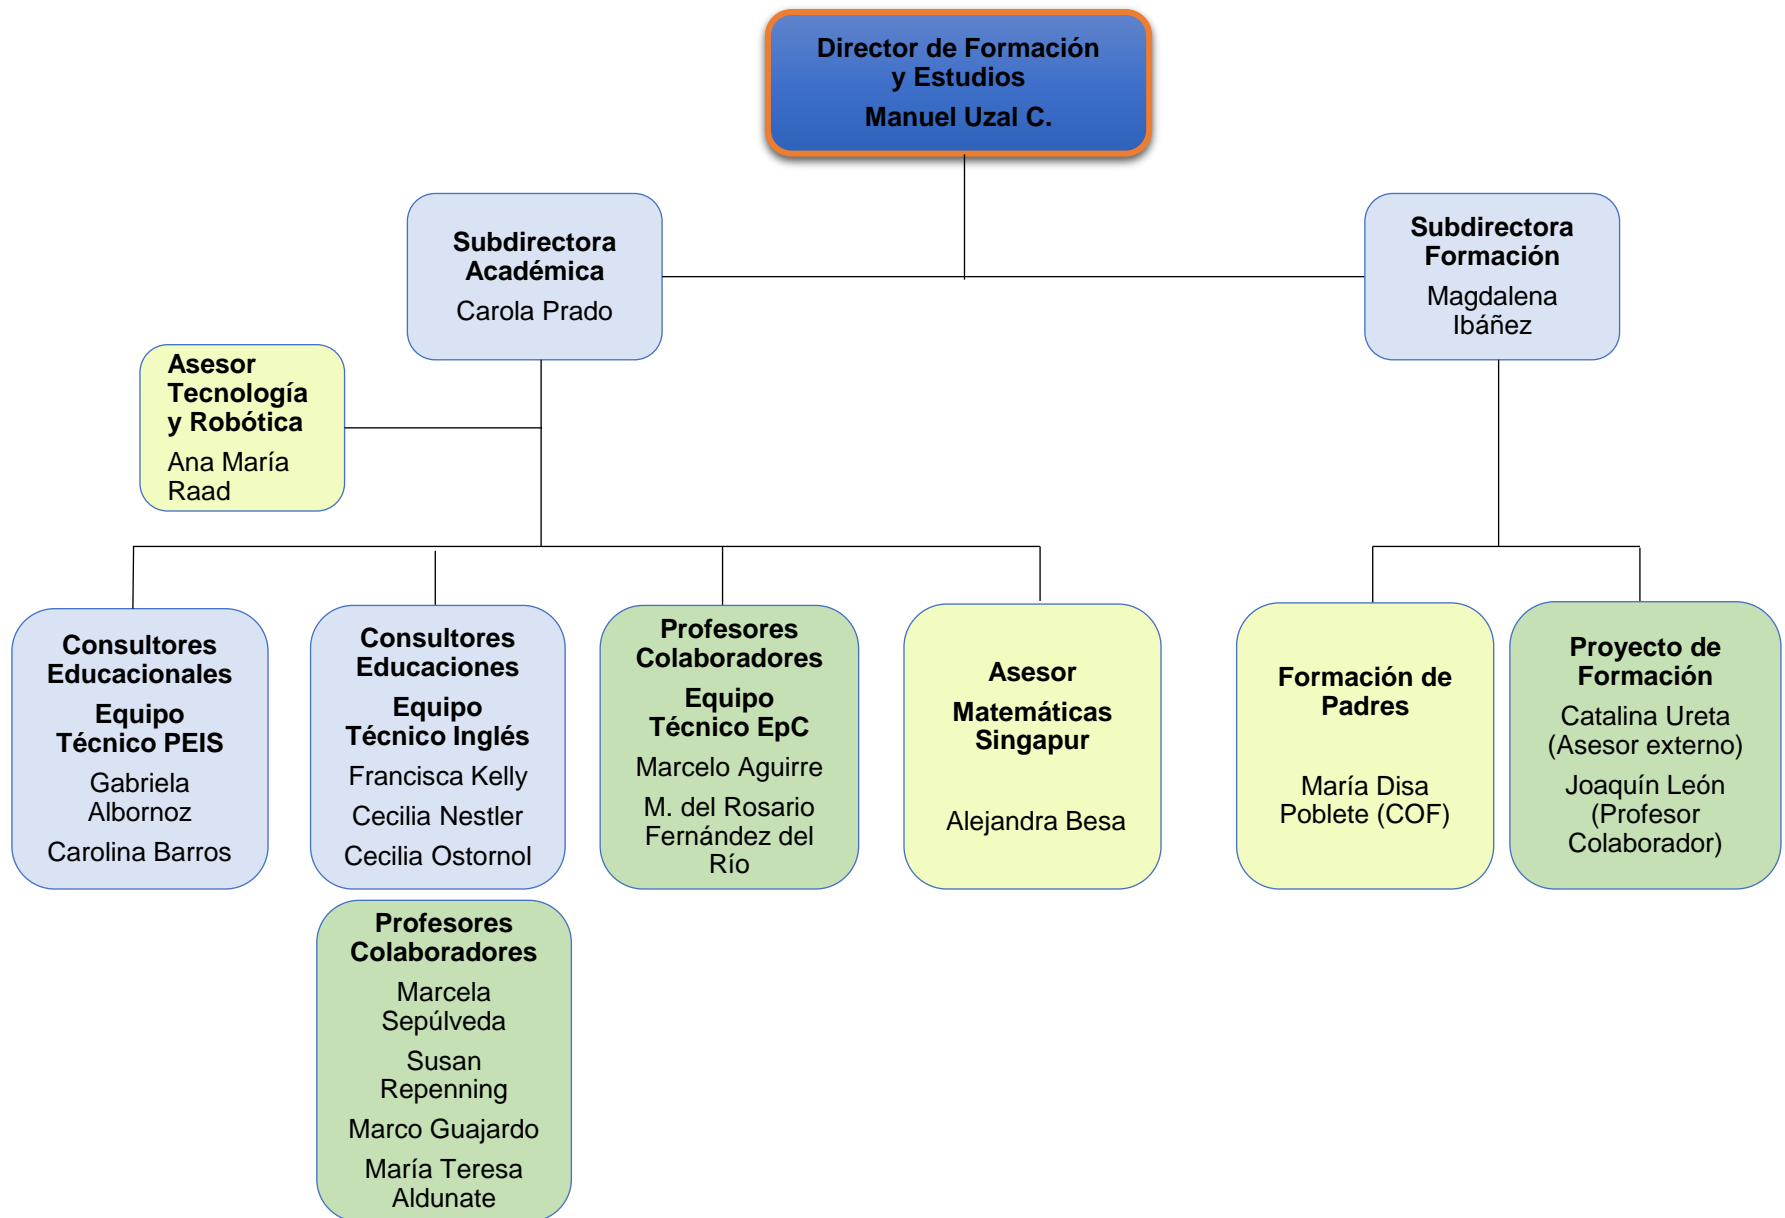 Director de Formación
y Estudios
Manuel Uzal C.
Subdirectora
Académica
Carola Prado
Subdirectora
Formación
Magdalena
Ibáñez
Asesor
Tecnología
y Robótica
Ana María
Raad
Consultores
Educacionales
Equipo
Técnico PEIS
Gabriela
Albornoz
Carolina Barros
Consultores
Educaciones
Equipo
Técnico Inglés
Francisca Kelly
Cecilia Nestler
Cecilia Ostornol
Profesores
Colaboradores
Equipo
Técnico EpC
Marcelo Aguirre
M. del Rosario
Fernández del
Río
Asesor
Matemáticas
Singapur
Alejandra Besa
Formación de
Padres
María Disa
Poblete (COF)
Proyecto de
Formación
Catalina Ureta
(Asesor externo)
Joaquín León
(Profesor
Colaborador)
Profesores
Colaboradores
Marcela
Sepúlveda
Susan
Repenning
Marco Guajardo
María Teresa
Aldunate